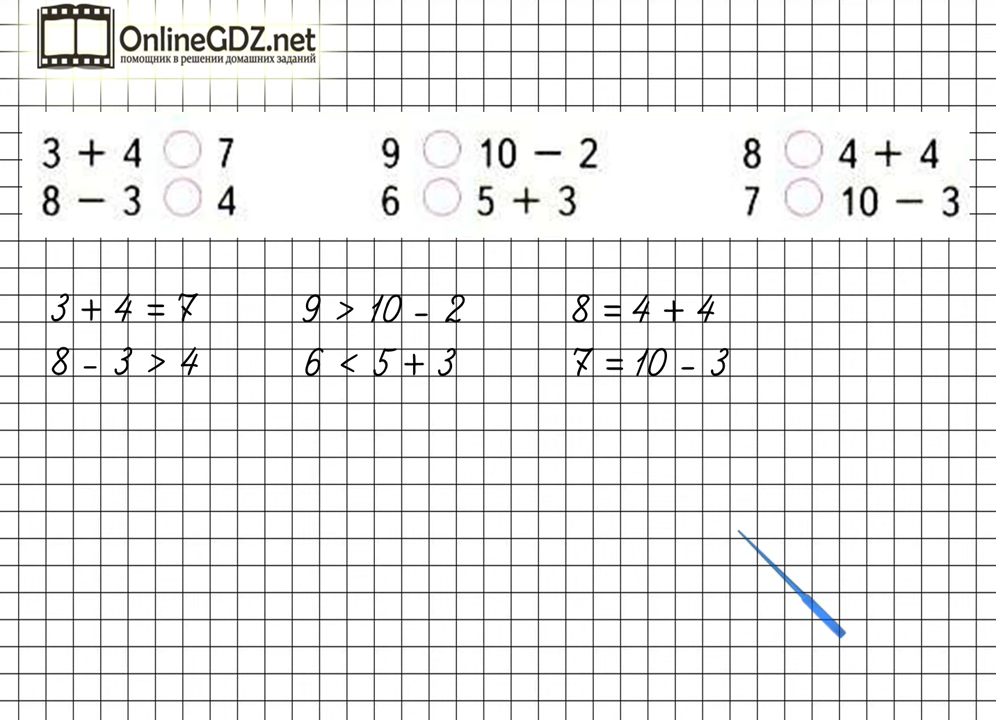 OnlineGDZ.net
помощник в решении домашних заданий
3 + 4 ○ 7 9 ○ 10 − 2 8 ○ 4 + 4
8 − 3 ○ 4 6 ○ 5 + 3 7 ○ 10 − 3
3 + 4 = 7 9 > 10 - 2 8 = 4 + 4
8 - 3 > 4 6 < 5 + 3 7 = 10 - 3